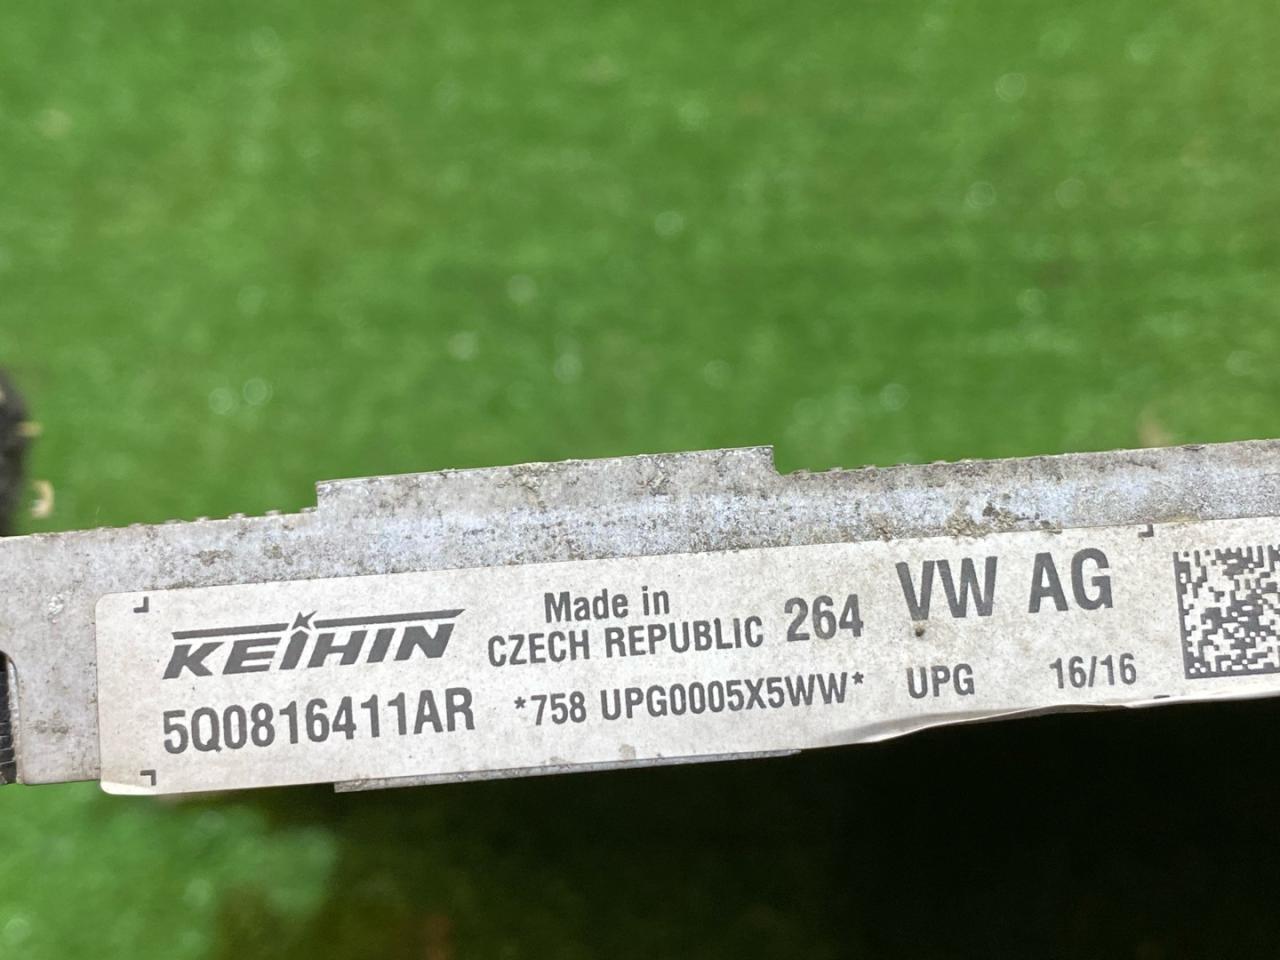 KEIHIN Made in CZECH REPUBLIC 264 VW AG
5Q0816411AR *758 UPG0005X5WW* UPG 16/16